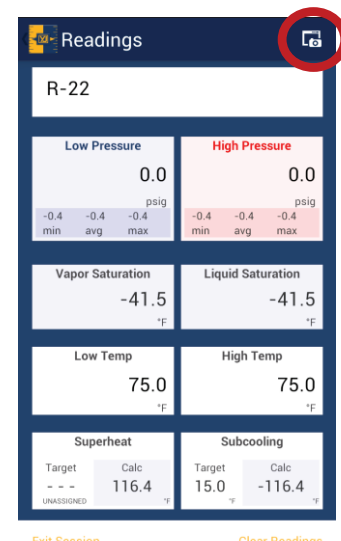 Readings
R-22
Low Pressure High Pressure
0.0 0.0
psig psig
-0.4 -0.4 -0.4 -0.4 -0.4 -0.4
min avg max min avg max
Vapor Saturation Liquid Saturation
-41.5 -41.5
°F °F
Low Temp High Temp
75.0 75.0
°F °F
Superheat Subcooling
Target Calc Target Calc
- - - 116.4 15.0 -116.4
UNASSIGNED °F °F °F
Exit Session Clear Readings